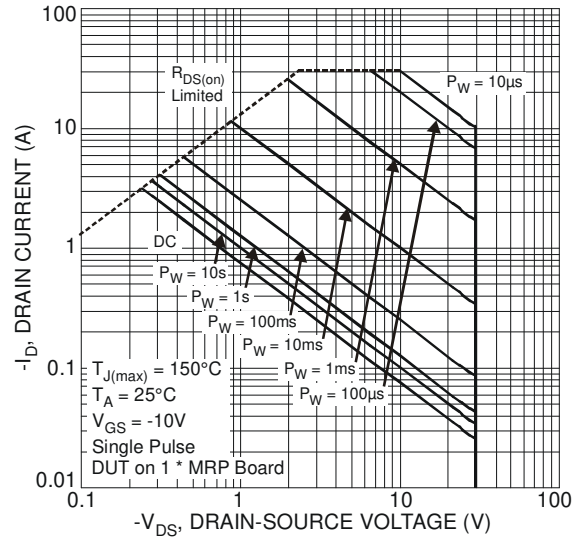 100
10
1
0.1
0.01
-I_D, DRAIN CURRENT (A)
R_DS(on)
Limited
P_W = 10µs
DC
P_W = 10s
P_W = 1s
P_W = 100ms
P_W = 10ms
P_W = 1ms
P_W = 100µs
T_J(max) = 150°C
T_A = 25°C
V_GS = -10V
Single Pulse
DUT on 1 * MRP Board
0.1 1 10 100
-V_DS, DRAIN-SOURCE VOLTAGE (V)